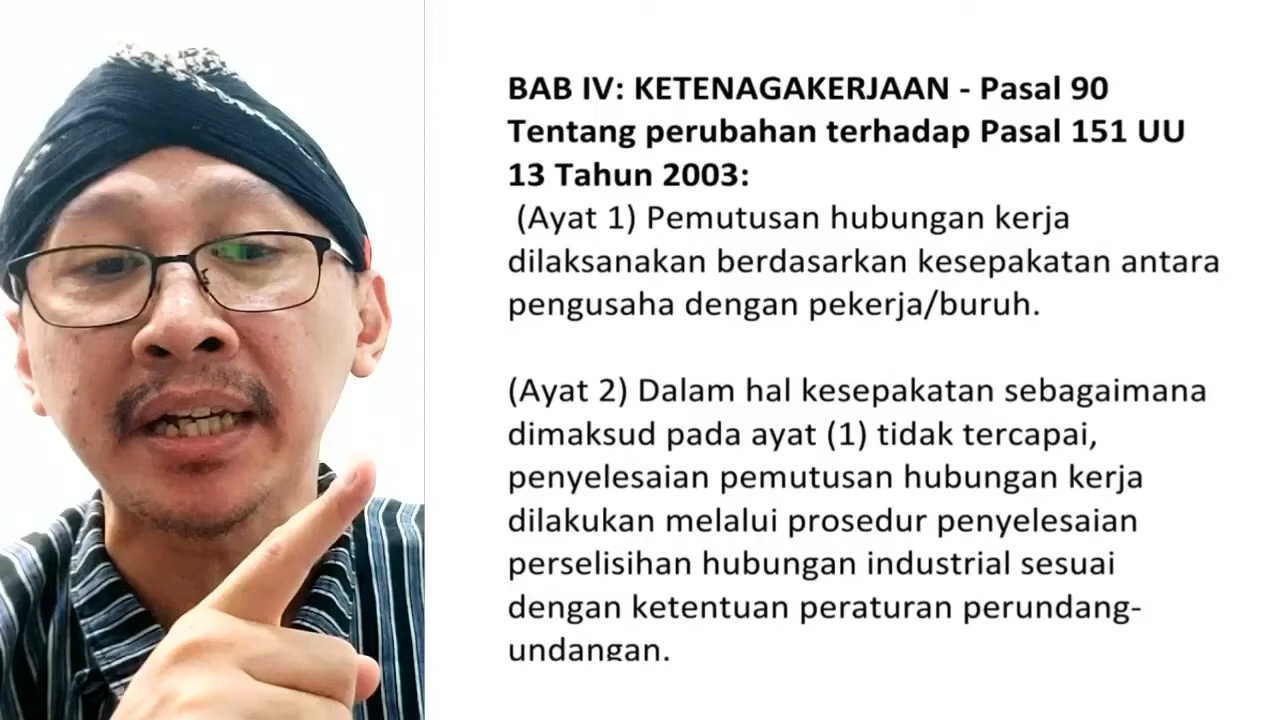 BAB IV: KETENAGAKERJAAN - Pasal 90
Tentang perubahan terhadap Pasal 151 UU
13 Tahun 2003:
(Ayat 1) Pemutusan hubungan kerja
dilaksanakan berdasarkan kesepakatan antara
pengusaha dengan pekerja/buruh.
(Ayat 2) Dalam hal kesepakatan sebagaimana
dimaksud pada ayat (1) tidak tercapai,
penyelesaian pemutusan hubungan kerja
dilakukan melalui prosedur penyelesaian
perselisihan hubungan industrial sesuai
dengan ketentuan peraturan perundang-
undangan.